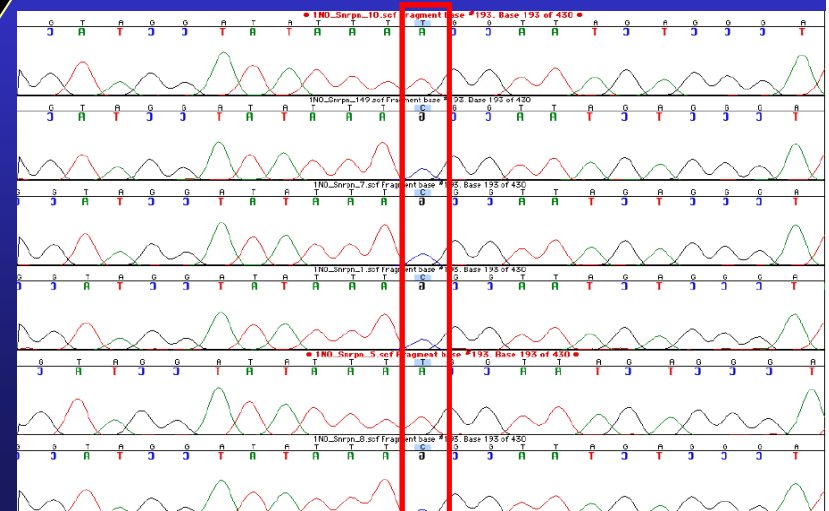 1NO_Snrpn_10.scf Fragment base #193. Base 193 of 430
G T A G G A T A T T T T G G T T A G A G G G A
C A T C C T A T A A A A C C A A T C T C C C T
1NO_Snrpn_149.scf Fragment base #193. Base 193 of 430
G T A G G A T A T T T C G G T T A G A G G G A
C A T C C T A T A A A G C C A A T C T C C C T
1NO_Snrpn_7.scf Fragment base #193. Base 193 of 430
G G T A G G A T A T T T C G G T T A G A G G G A
C C A T C C T A T A A A G C C A A T C T C C C T
1NO_Snrpn_1.scf Fragment base #193. Base 193 of 430
G G T A G G A T A T T T C G G T T A G A G G G A
C C A T C C T A T A A A G C C A A T C T C C C T
1NO_Snrpn_5.scf Fragment base #193. Base 193 of 430
G T A G G A T A T T T T G G T T A G A G G G A
C A T C C T A T A A A A C C A A T C T C C C T
1NO_Snrpn_8.scf Fragment base #193. Base 193 of 430
G G T A G G A T A T T T C G G T T A G A G G G A
C C A T C C T A T A A A G C C A A T C T C C C T